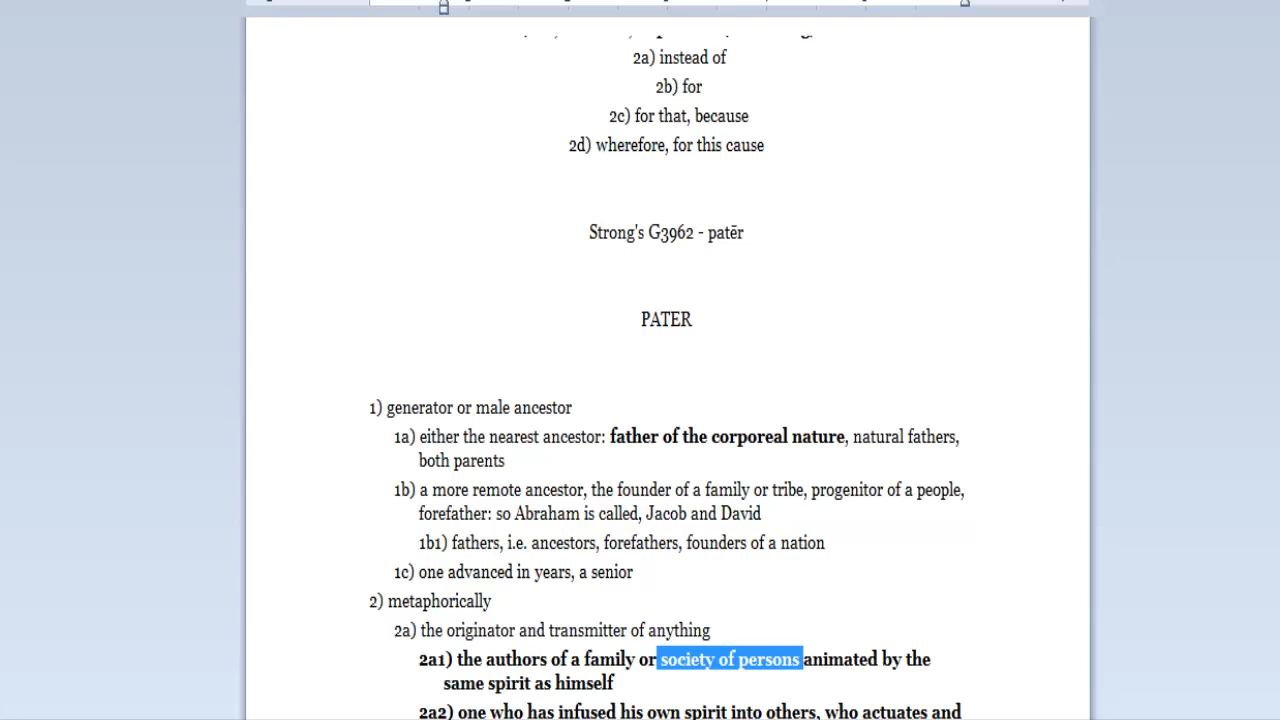 2a) instead of
2b) for
2c) for that, because
2d) wherefore, for this cause
Strong's G3962 - patēr
PATER
1) generator or male ancestor
1a) either the nearest ancestor: father of the corporeal nature, natural fathers,
both parents
1b) a more remote ancestor, the founder of a family or tribe, progenitor of a people,
forefather: so Abraham is called, Jacob and David
1b1) fathers, i.e. ancestors, forefathers, founders of a nation
1c) one advanced in years, a senior
2) metaphorically
2a) the originator and transmitter of anything
2a1) the authors of a family or society of persons animated by the
same spirit as himself
2a2) one who has infused his own spirit into others, who actuates and